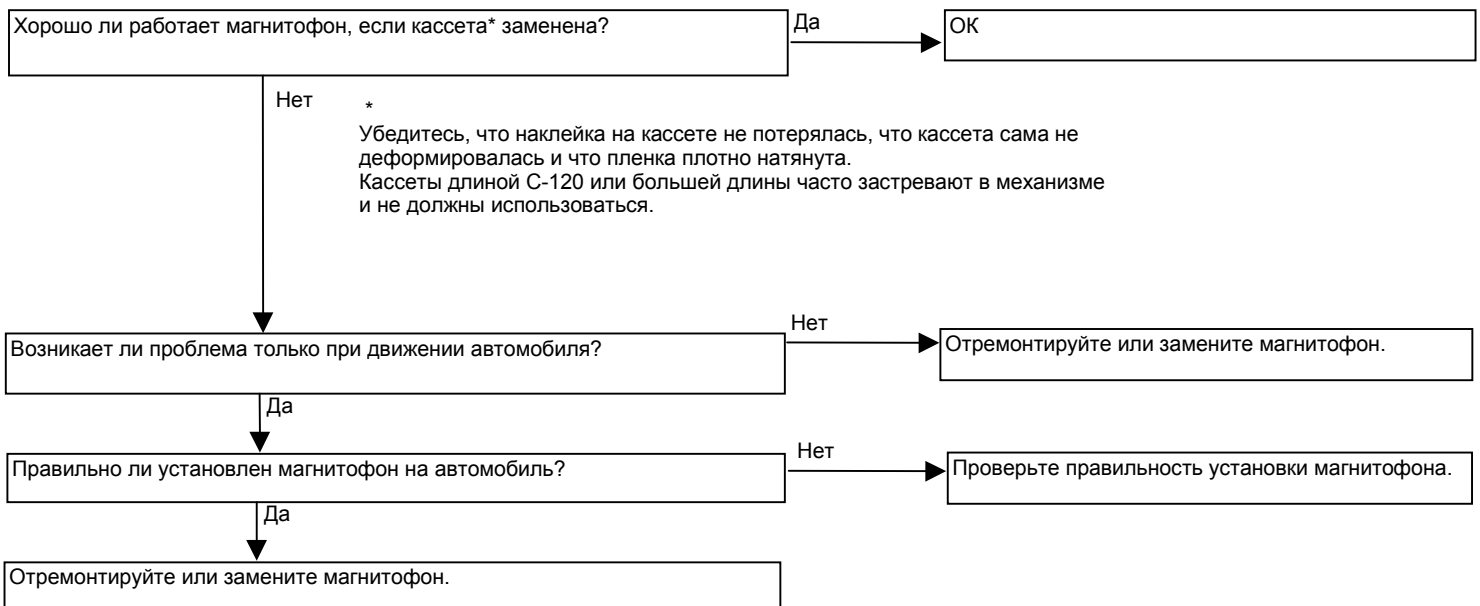 Хорошо ли работает магнитофон, если кассета* заменена?
Да
ОК
Нет
*
Убедитесь, что наклейка на кассете не потерялась, что кассета сама не
деформировалась и что пленка плотно натянута.
Кассеты длиной С-120 или большей длины часто застревают в механизме
и не должны использоваться.
Возникает ли проблема только при движении автомобиля?
Нет
Отремонтируйте или замените магнитофон.
Да
Правильно ли установлен магнитофон на автомобиль?
Нет
Проверьте правильность установки магнитофона.
Да
Отремонтируйте или замените магнитофон.